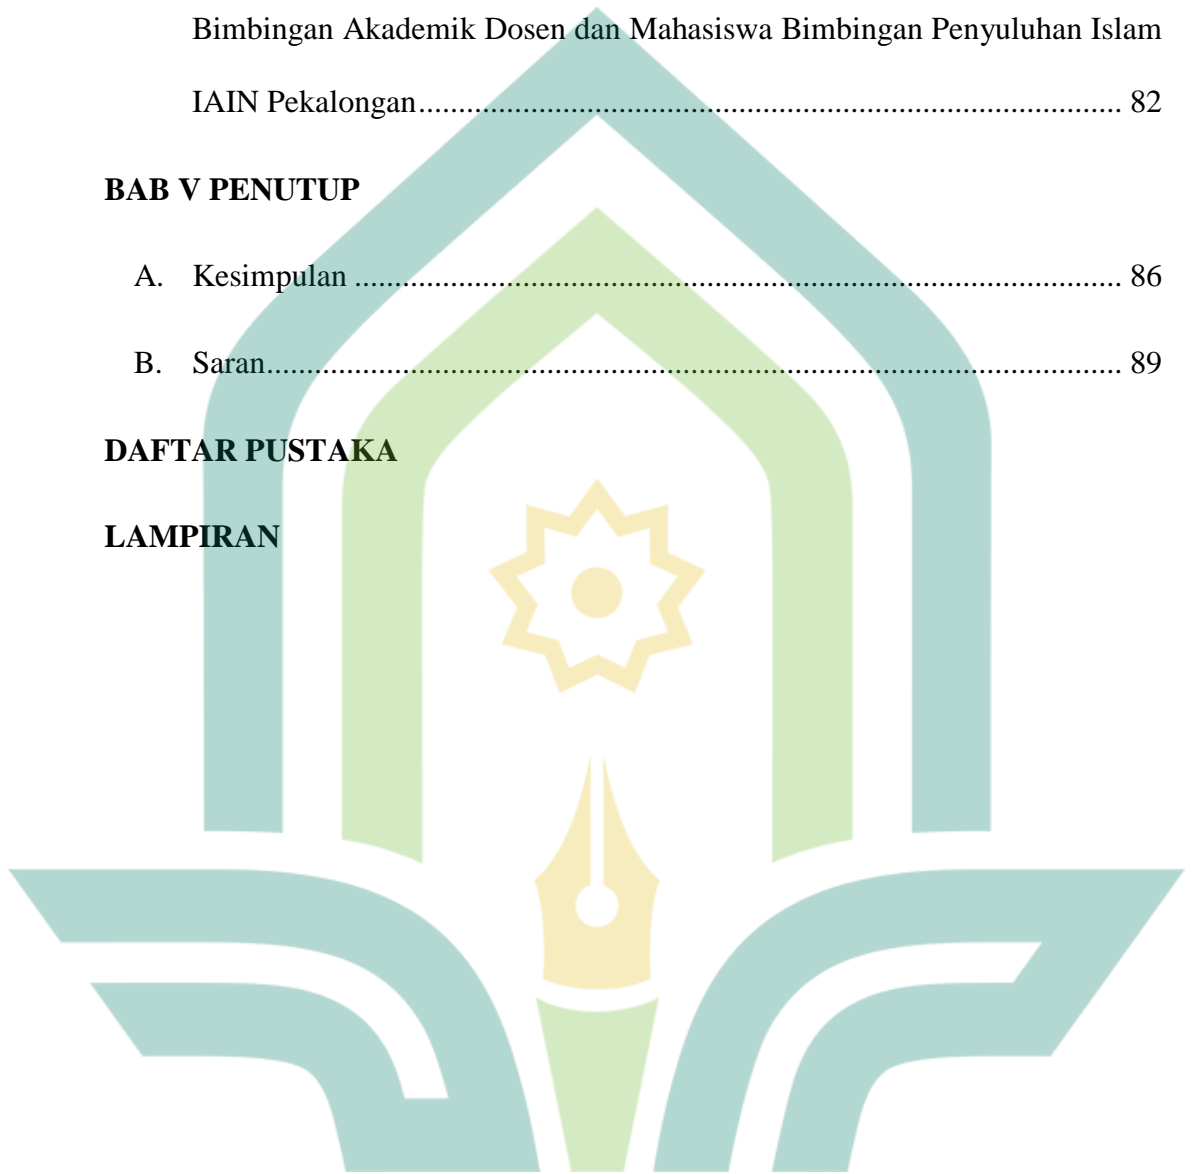 Bimbingan Akademik Dosen dan Mahasiswa Bimbingan Penyuluhan Islam
IAIN Pekalongan........................................................................................ 82
BAB V PENUTUP
A. Kesimpulan ................................................................................................ 86
B. Saran........................................................................................................... 89
DAFTAR PUSTAKA
LAMPIRAN